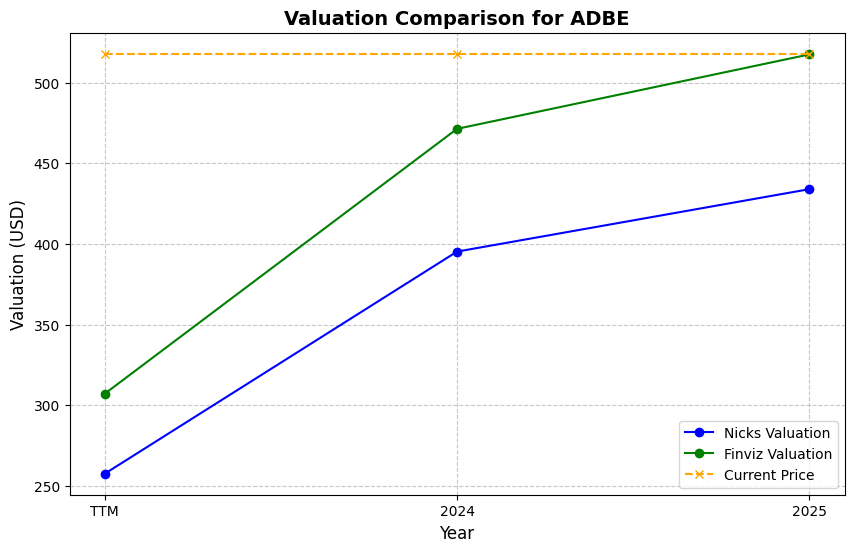 Valuation Comparison for ADBE
Valuation (USD)
500
450
400
350
300
250
TTM
2024
2025
Year
Nicks Valuation
Finviz Valuation
Current Price